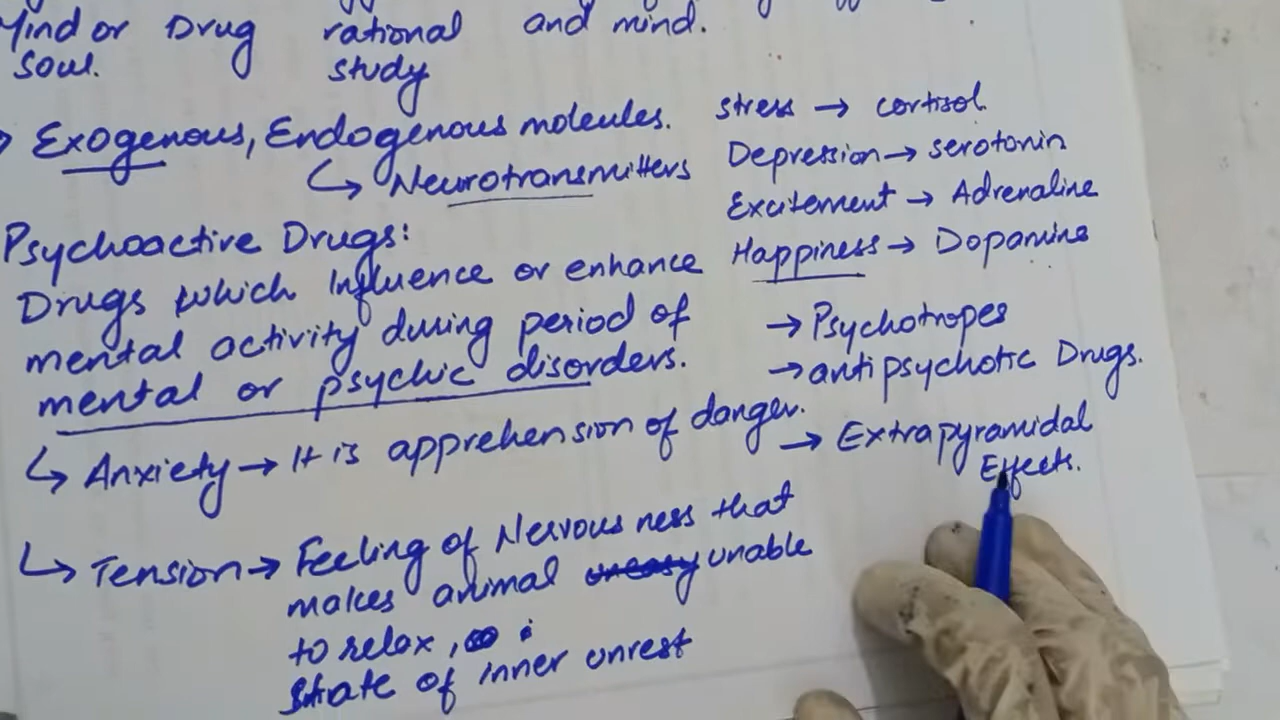 Mind or Drug rational and mind.
Soul. study
Exogenous, Endogenous moleules.
↳ Neurotransmitters
Psychoactive Drugs:
Drugs which Influence or enhance
mental activity during period of
mental or psychic disorders.
↳ Anxiety → It is apprehension of danger.
↳ Tension → Feeling of Nervousness that
makes animal unable
to relax,
State of inner unrest
stress → cortisol
Depression → serotonin
Excitement → Adrenaline
Happiness → Dopamine
→ Psychotropes
→ antipsychotic Drugs.
→ Extrapyramidal
Effects.